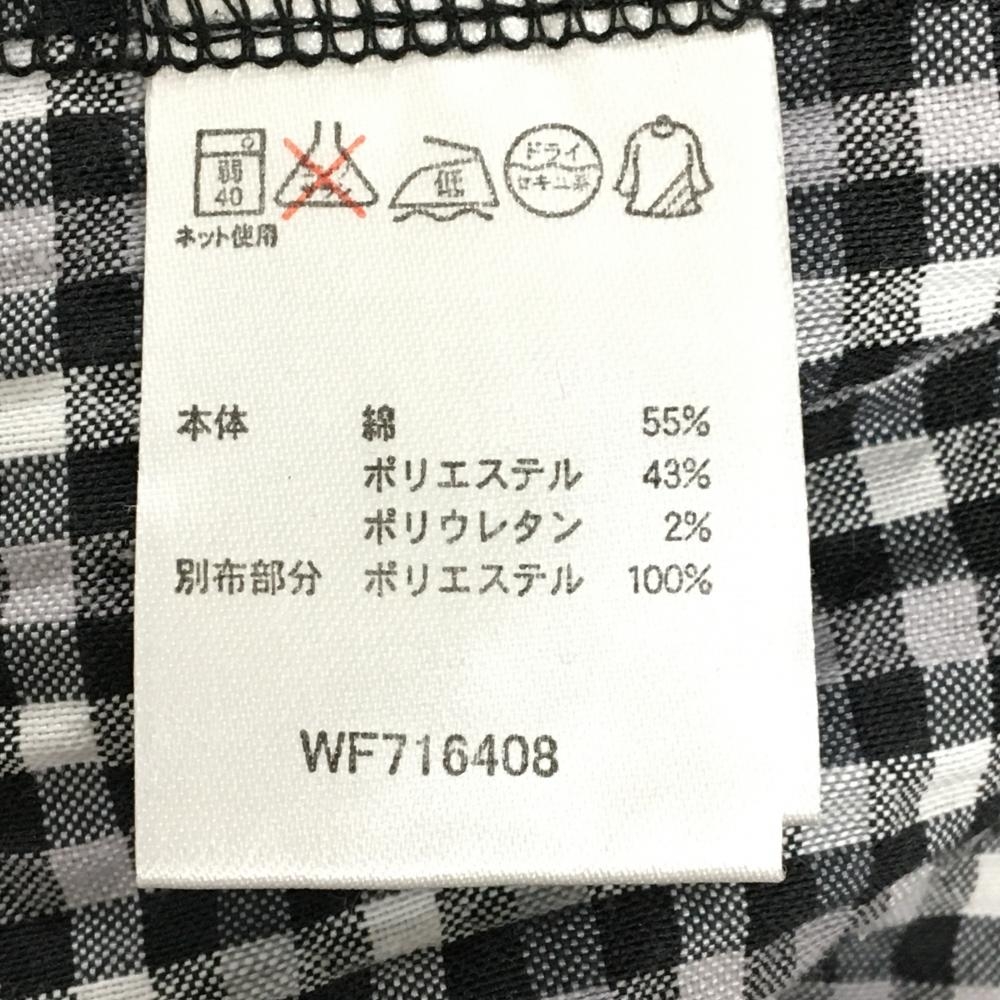 弱
40
ネット使用
低
ドライ
セキユ系
本体 綿 55%
ポリエステル 43%
ポリウレタン 2%
別布部分 ポリエステル 100%
WF716408